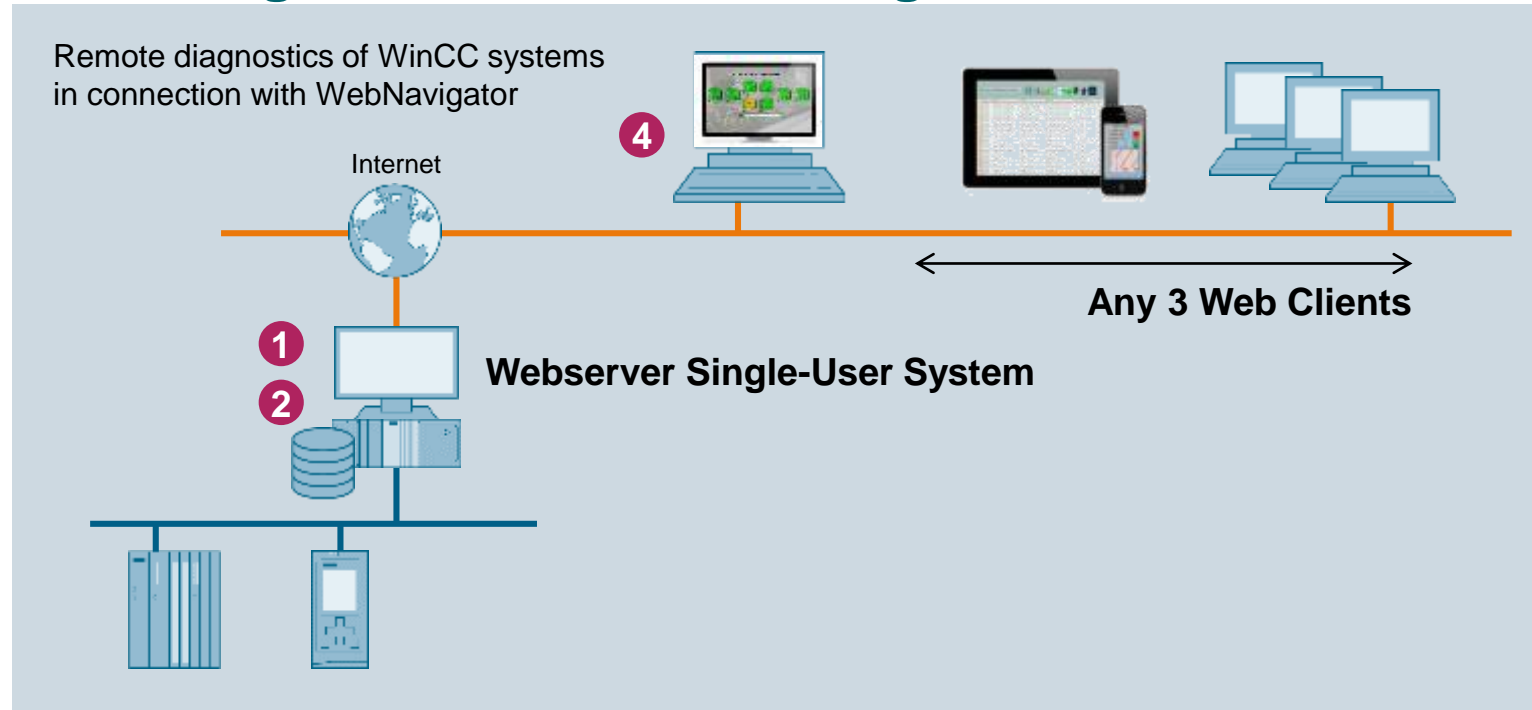 Remote diagnostics of WinCC systems
in connection with WebNavigator
4
Internet
Any 3 Web Clients
1
Webserver Single-User System
2